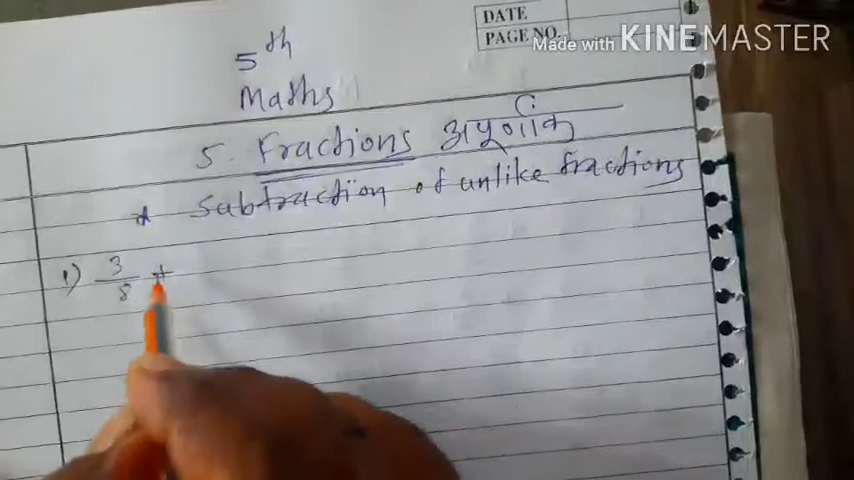 DATE
PAGE NO.
Made with KINEMASTER
5th
Maths
5. Fractions अपूर्णांक
* Subtraction of unlike fractions
1) 3/8 +